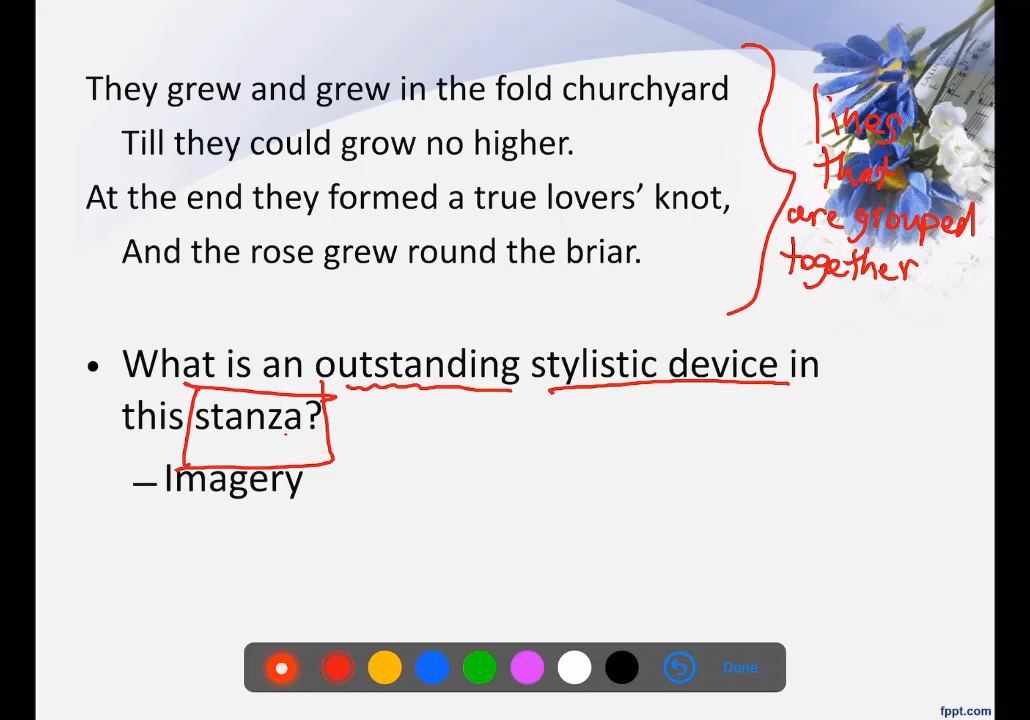 They grew and grew in the fold churchyard
Till they could grow no higher.
At the end they formed a true lovers’ knot,
And the rose grew round the briar.
lines
that
are grouped
together
• What is an outstanding stylistic device in
this stanza?
– Imagery
Done
fppt.com